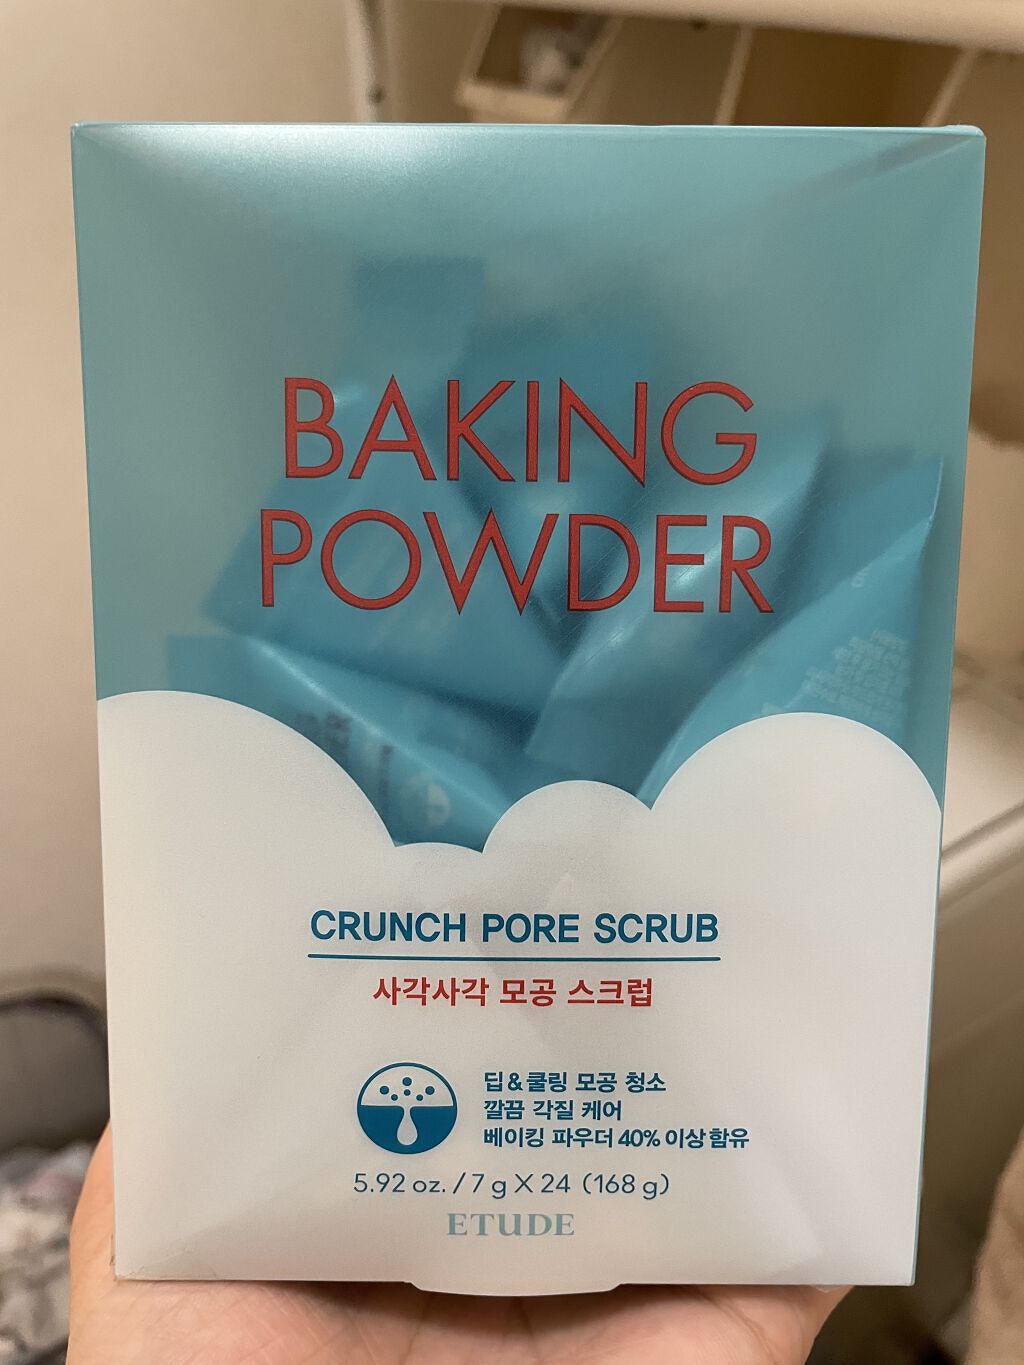 BAKING
POWDER
CRUNCH PORE SCRUB
사각사각 모공 스크럽
딥&쿨링 모공 청소
깔끔 각질 케어
베이킹 파우더 40% 이상 함유
5.92 oz. / 7 g X 24 (168 g)
ETUDE